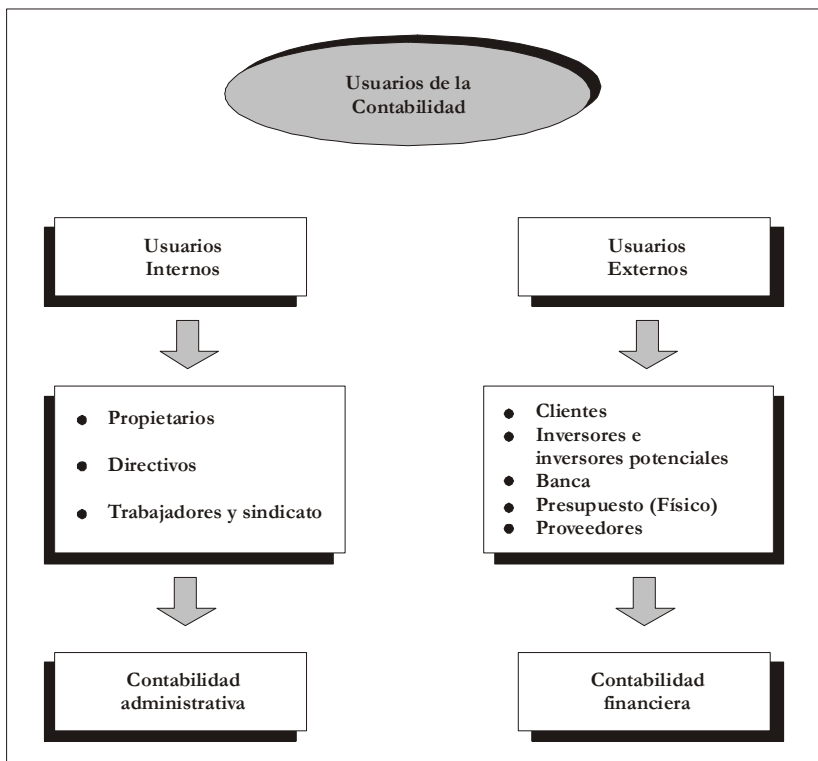 Usuarios de la
Contabilidad
Usuarios
Internos
Usuarios
Externos
● Propietarios
● Directivos
● Trabajadores y sindicato
● Clientes
● Inversores e
inversores potenciales
● Banca
● Presupuesto (Físico)
● Proveedores
Contabilidad
administrativa
Contabilidad
financiera